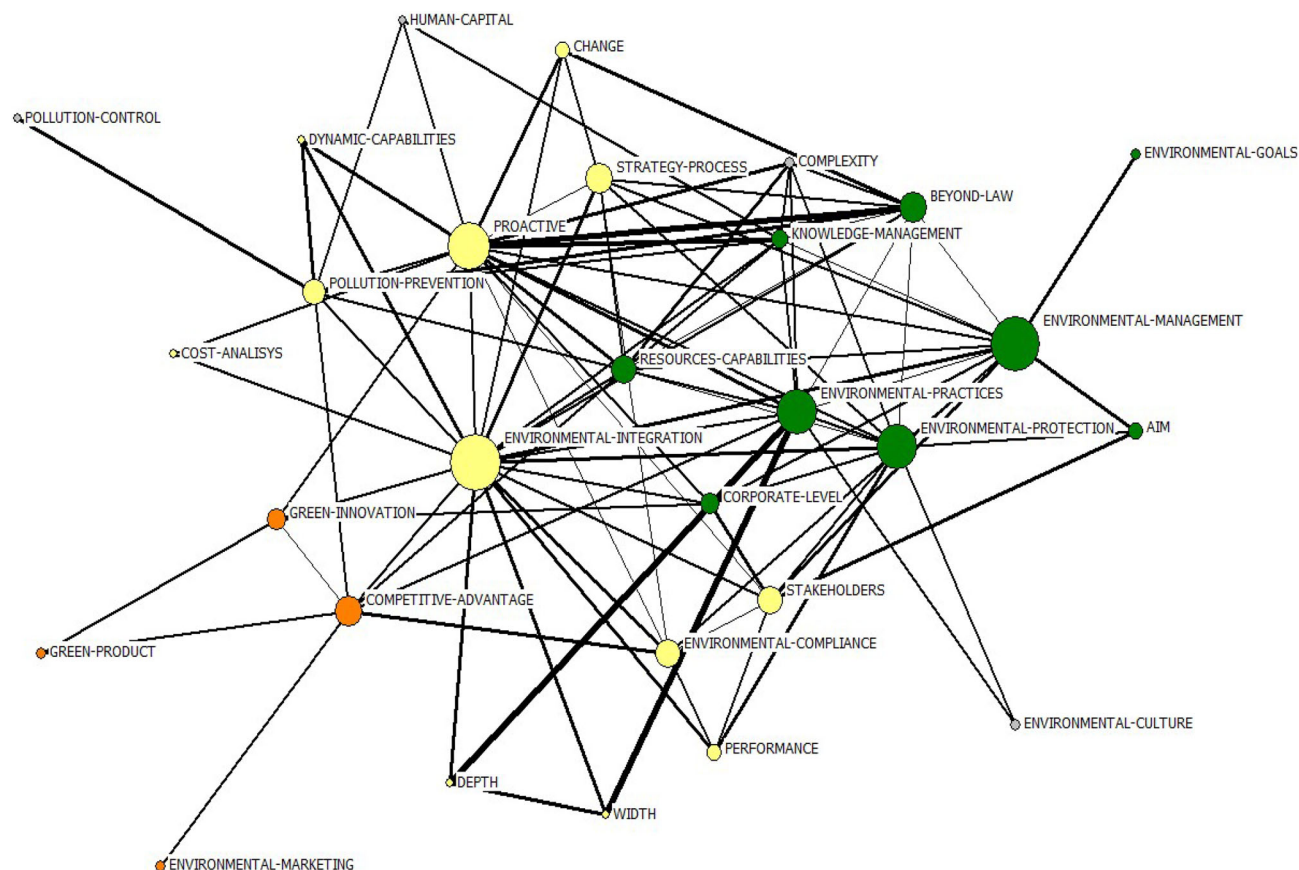 HUMAN-CAPITAL
CHANGE
POLLUTION-CONTROL
DYNAMIC-CAPABILITIES
ENVIRONMENTAL-GOALS
COMPLEXITY
STRATEGY-PROCESS
BEYOND-LAW
PROACTIVE
KNOWLEDGE-MANAGEMENT
POLLUTION-PREVENTION
ENVIRONMENTAL-MANAGEMENT
COST-ANALISYS
RESOURCES-CAPABILITIES
ENVIRONMENTAL-PRACTICES
ENVIRONMENTAL-PROTECTION
AIM
ENVIRONMENTAL-INTEGRATION
CORPORATE-LEVEL
GREEN-INNOVATION
STAKEHOLDERS
COMPETITIVE-ADVANTAGE
ENVIRONMENTAL-COMPLIANCE
GREEN-PRODUCT
ENVIRONMENTAL-CULTURE
PERFORMANCE
DEPTH
WIDTH
ENVIRONMENTAL-MARKETING